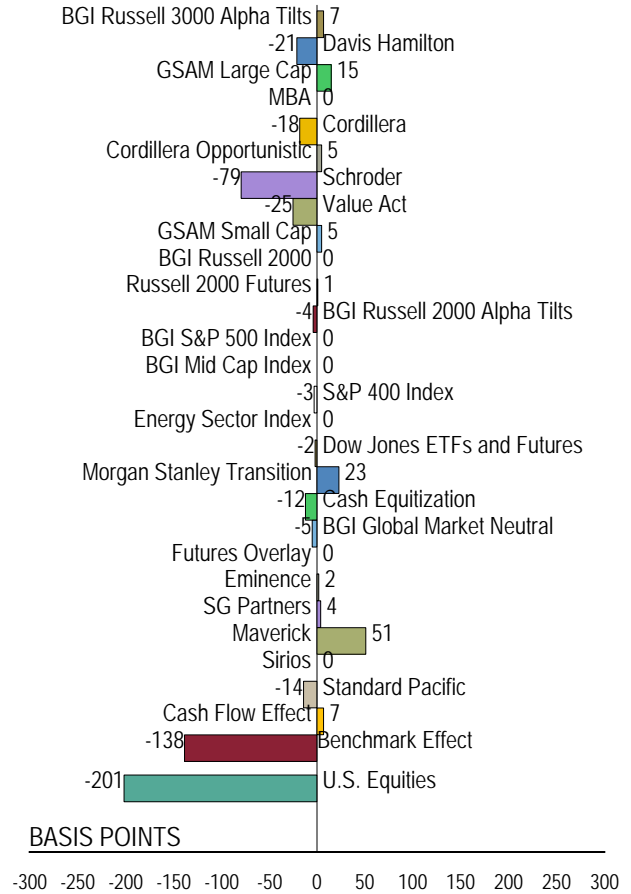 BGI Russell 3000 Alpha Tilts 7
-21 Davis Hamilton
GSAM Large Cap 15
MBA 0
-18 Cordillera
Cordillera Opportunistic 5
-79 Schroder
-25 Value Act
GSAM Small Cap 5
BGI Russell 2000 0
Russell 2000 Futures 1
-4 BGI Russell 2000 Alpha Tilts
BGI S&P 500 Index 0
BGI Mid Cap Index 0
-3 S&P 400 Index
Energy Sector Index 0
-2 Dow Jones ETFs and Futures
Morgan Stanley Transition 23
-12 Cash Equitization
-5 BGI Global Market Neutral
Futures Overlay 0
Eminence 2
SG Partners 4
Maverick 51
Sirios 0
-14 Standard Pacific
Cash Flow Effect 7
-138 Benchmark Effect
-201 U.S. Equities
BASIS POINTS
-300 -250 -200 -150 -100 -50 0 50 100 150 200 250 300